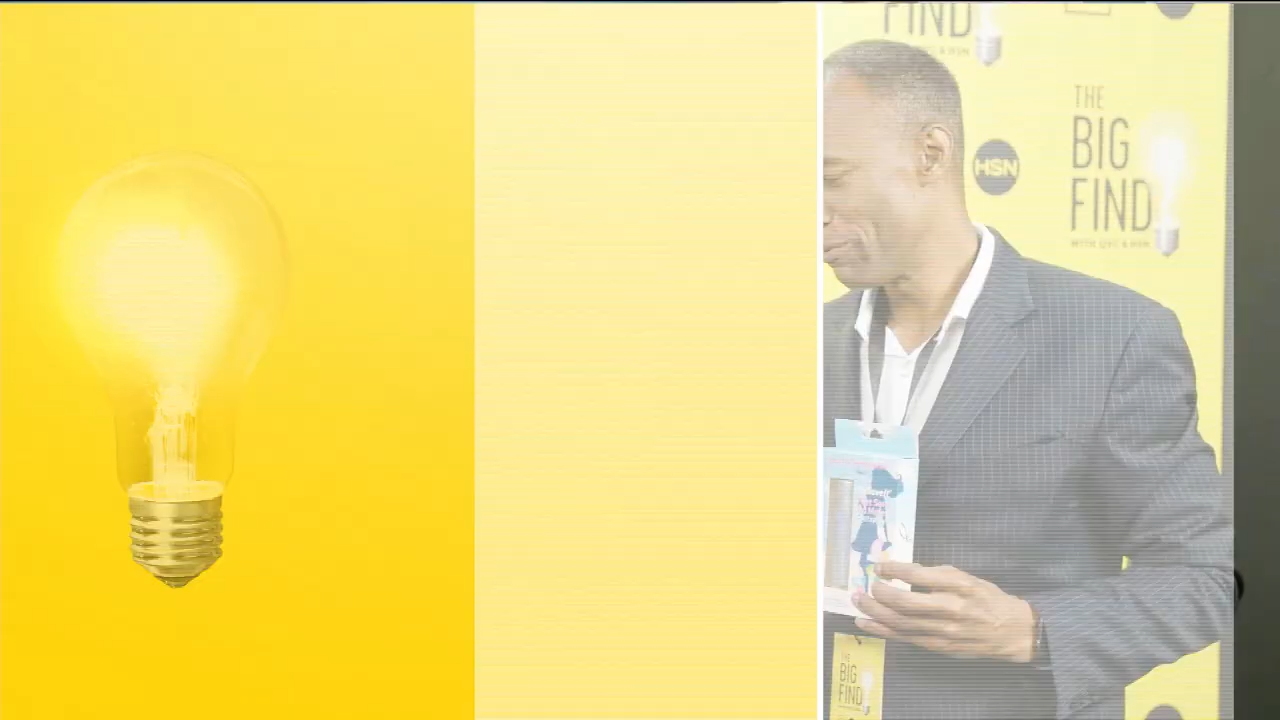 FIND
THE
BIG
FIND
WITH QVC & HSN
HSN
THE
BIG
FIND